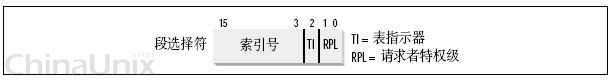 15 3 2 1 0
段选择符 索引号 TI RPL TI = 表指示器
RPL = 请求者特权级
ChinaUnix.net